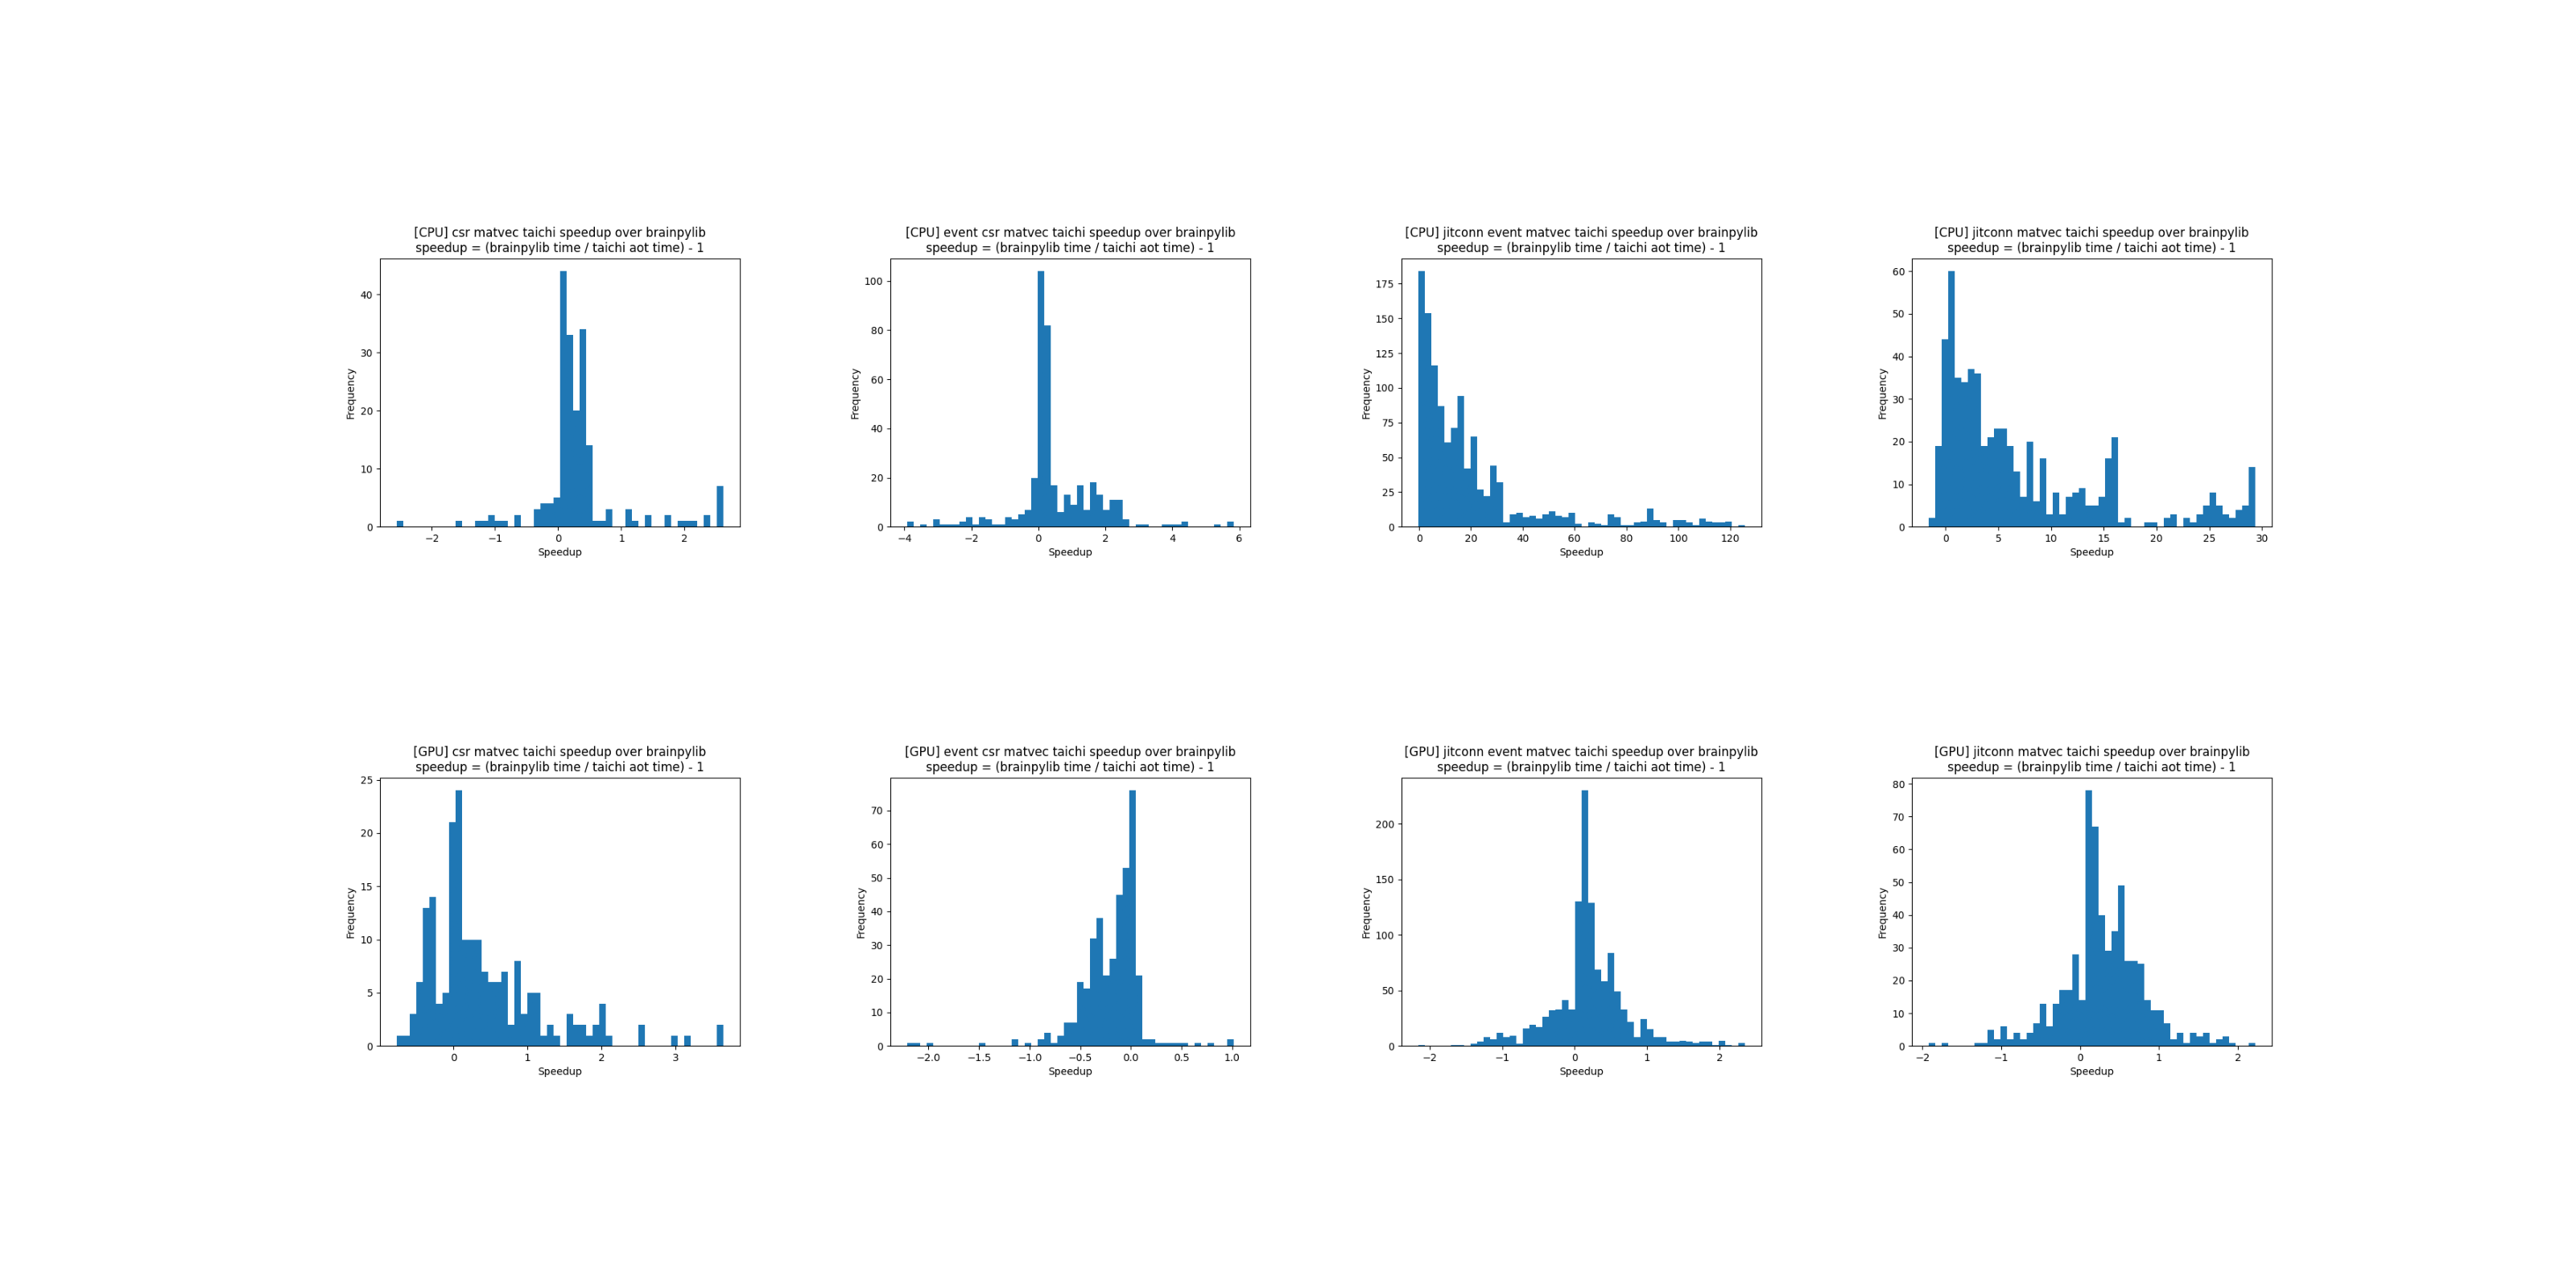 [CPU] csr matvec taichi speedup over brainpylib
speedup = (brainpylib time / taichi aot time) - 1
40
30
20
10
0
Frequency
−2 −1 0 1 2
Speedup
[CPU] event csr matvec taichi speedup over brainpylib
speedup = (brainpylib time / taichi aot time) - 1
100
80
60
40
20
0
Frequency
−4 −2 0 2 4 6
Speedup
[CPU] jitconn event matvec taichi speedup over brainpylib
speedup = (brainpylib time / taichi aot time) - 1
175
150
125
100
75
50
25
0
Frequency
0 20 40 60 80 100 120
Speedup
[CPU] jitconn matvec taichi speedup over brainpylib
speedup = (brainpylib time / taichi aot time) - 1
60
50
40
30
20
10
0
Frequency
0 5 10 15 20 25 30
Speedup
[GPU] csr matvec taichi speedup over brainpylib
speedup = (brainpylib time / taichi aot time) - 1
25
20
15
10
5
0
Frequency
0 1 2 3
Speedup
[GPU] event csr matvec taichi speedup over brainpylib
speedup = (brainpylib time / taichi aot time) - 1
70
60
50
40
30
20
10
0
Frequency
−2.0 −1.5 −1.0 −0.5 0.0 0.5 1.0
Speedup
[GPU] jitconn event matvec taichi speedup over brainpylib
speedup = (brainpylib time / taichi aot time) - 1
200
150
100
50
0
Frequency
−2 −1 0 1 2
Speedup
[GPU] jitconn matvec taichi speedup over brainpylib
speedup = (brainpylib time / taichi aot time) - 1
80
70
60
50
40
30
20
10
0
Frequency
−2 −1 0 1 2
Speedup